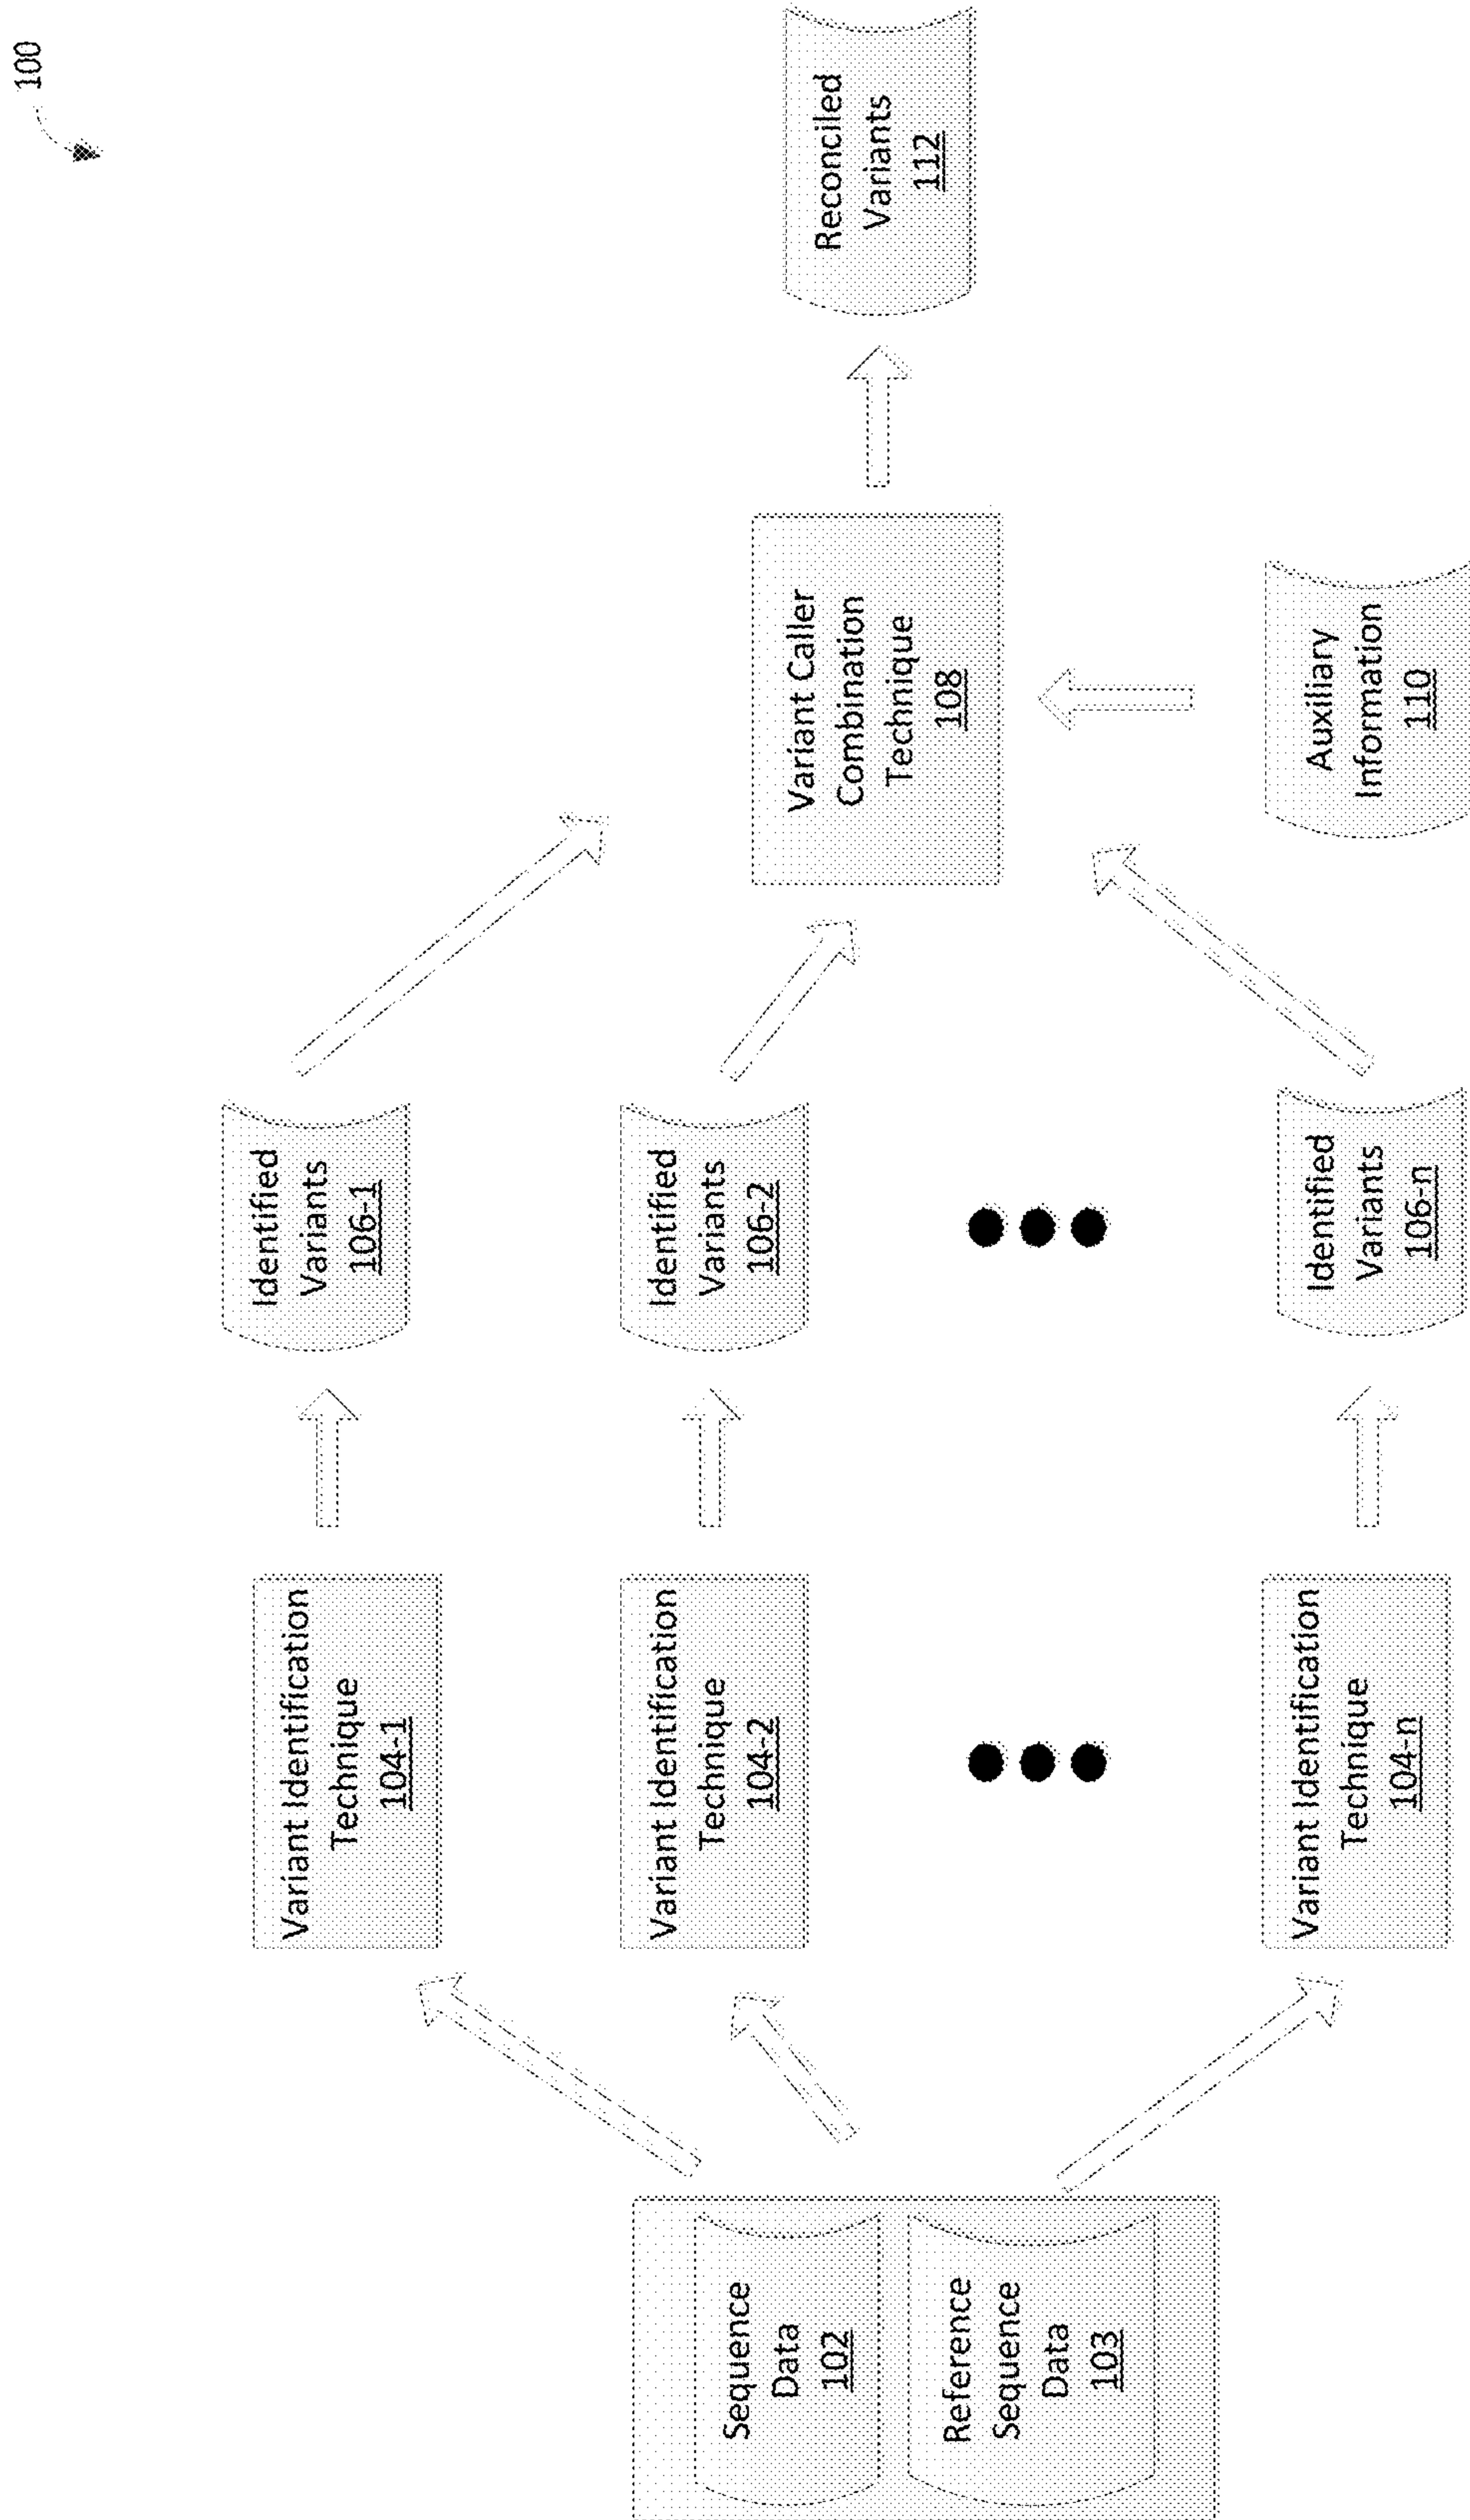 100
Sequence
Data
102
Reference
Sequence
Data
103
Variant Identification
Technique
104-1
Variant Identification
Technique
104-2
Variant Identification
Technique
104-n
Identified
Variants
106-1
Identified
Variants
106-2
Identified
Variants
106-n
Variant Caller
Combination
Technique
108
Auxiliary
Information
110
Reconciled
Variants
112